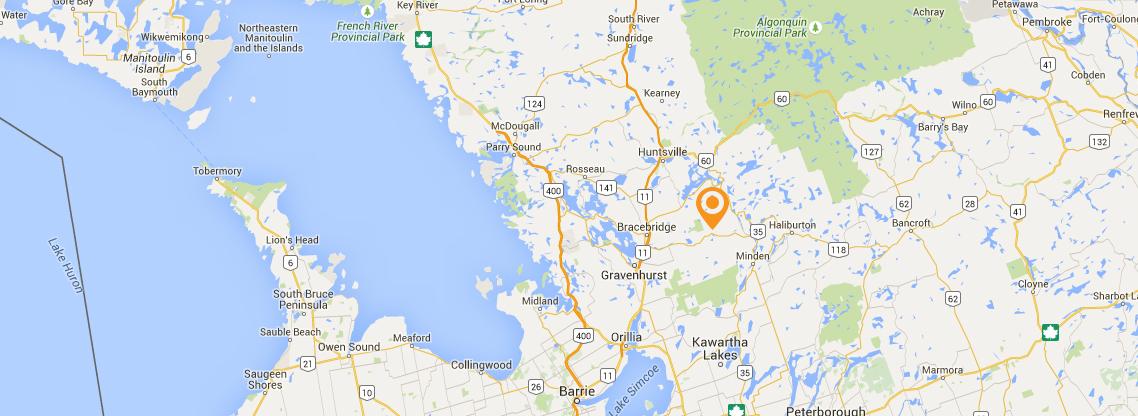 Gore Bay
Water
Wikwemikong
6
Manitoulin
Island
South
Baymouth
Northeastern
Manitoulin
and the Islands
French River
Provincial Park
Key River
South River
Sundridge
Algonquin
Provincial Park
Achray
Petawawa
Pembroke
Fort-Coulonge
41
Cobden
Kearney
124
60
Wilno
60
Renfrew
McDougall
Barry's Bay
132
Parry Sound
Huntsville
60
127
Tobermory
Rosseau
400
141
11
62
28
41
Bracebridge
35
Haliburton
Bancroft
Lion's Head
11
118
Lake Huron
6
Gravenhurst
Minden
Cloyne
South Bruce
Peninsula
Midland
62
Sharbot L
Sauble Beach
400
Orillia
Kawartha
Lakes
Owen Sound
Meaford
21
Collingwood
Saugeen
Shores
11
35
Marmora
10
26
Barrie
Lake Simcoe
Peterborough